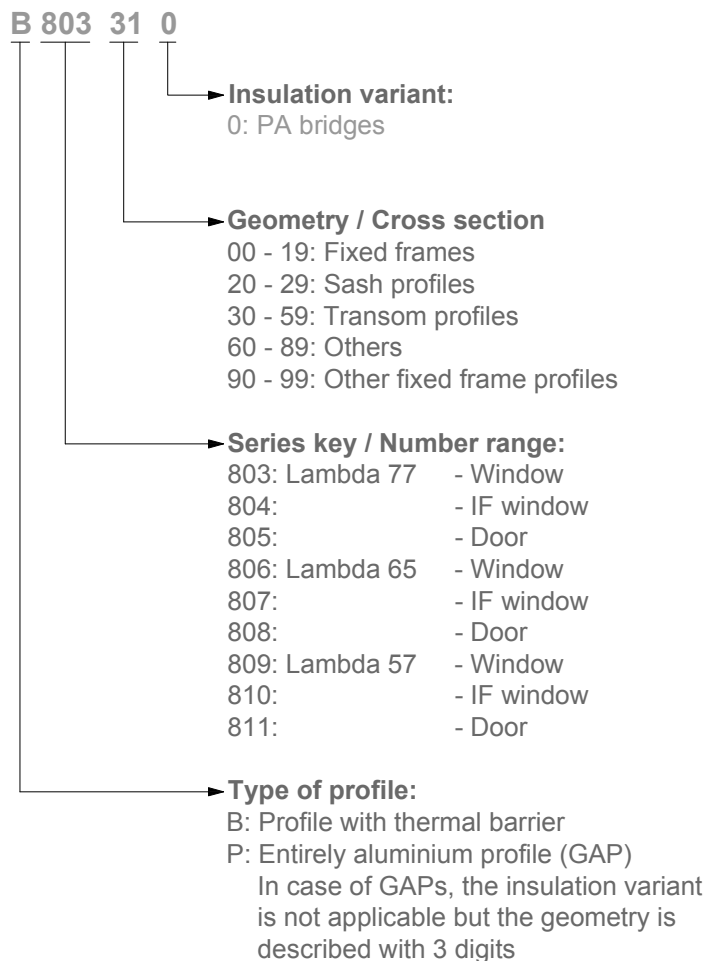 B 803 31 0
Insulation variant:
0: PA bridges
Geometry / Cross section
00 - 19: Fixed frames
20 - 29: Sash profiles
30 - 59: Transom profiles
60 - 89: Others
90 - 99: Other fixed frame profiles
Series key / Number range:
803: Lambda 77 - Window
804: - IF window
805: - Door
806: Lambda 65 - Window
807: - IF window
808: - Door
809: Lambda 57 - Window
810: - IF window
811: - Door
Type of profile:
B: Profile with thermal barrier
P: Entirely aluminium profile (GAP)
In case of GAPs, the insulation variant
is not applicable but the geometry is
described with 3 digits